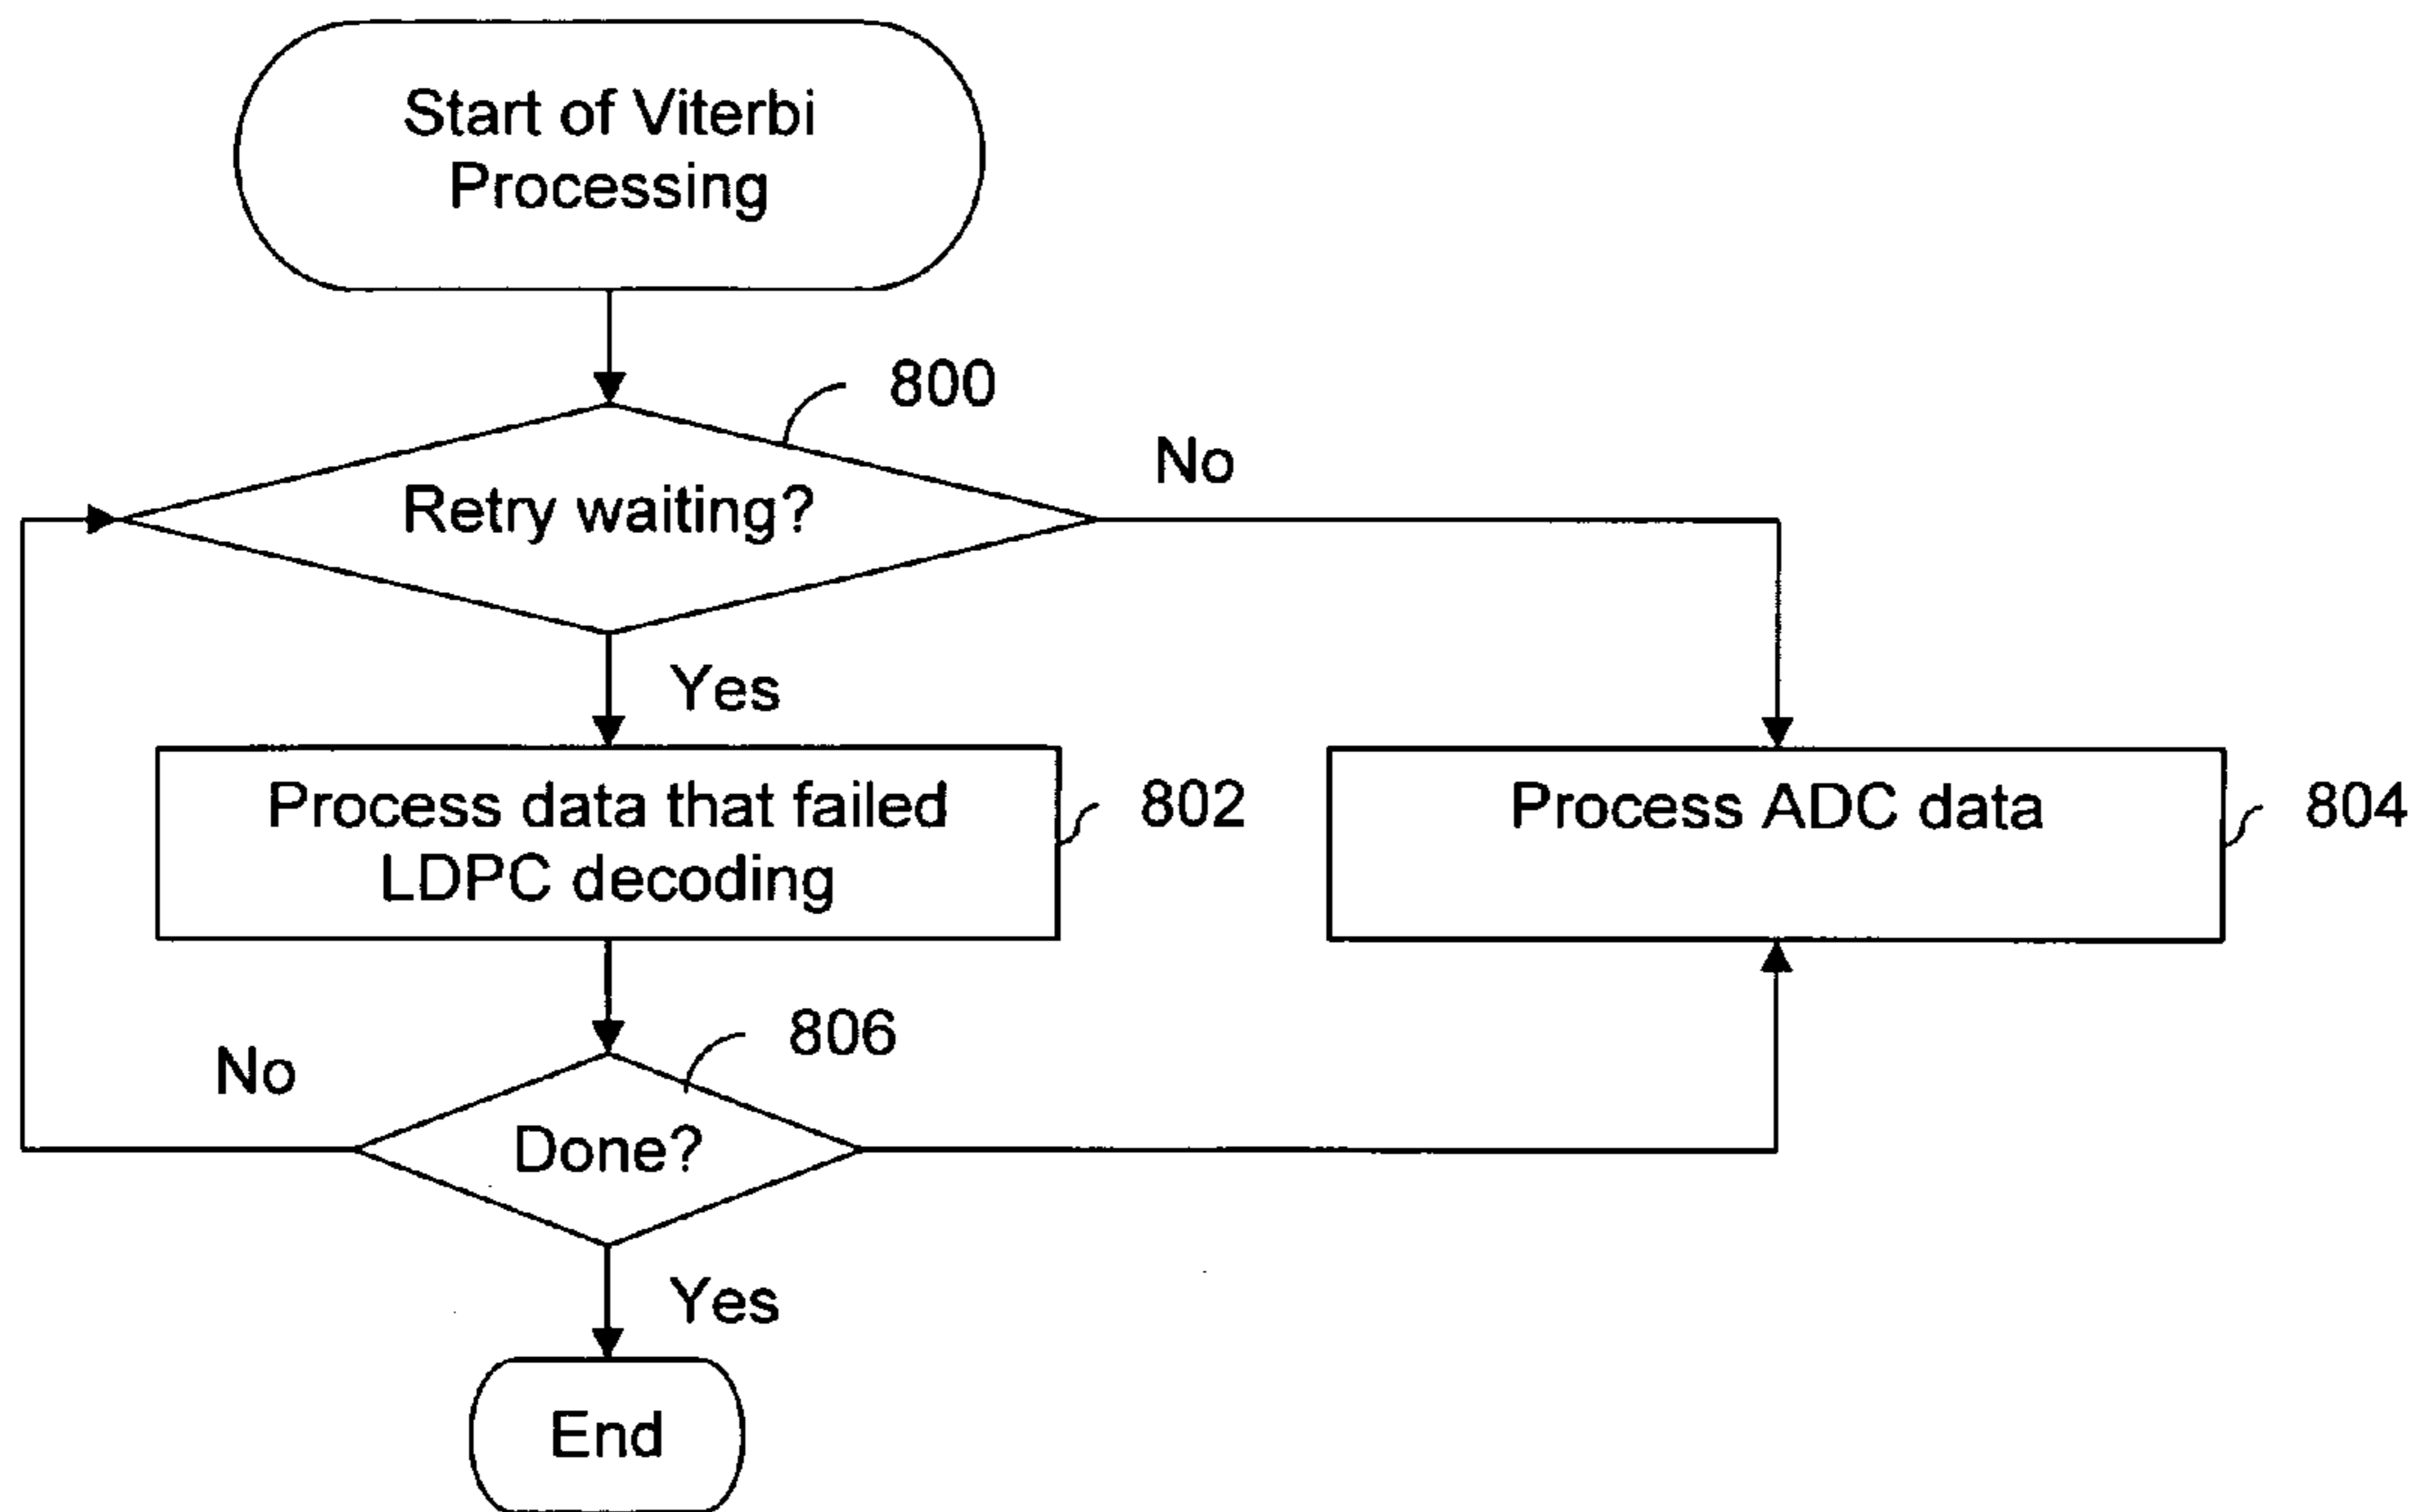 Start of Viterbi
Processing
800
No
Retry waiting?
Yes
Process data that failed
LDPC decoding
802
Process ADC data
804
806
No
Done?
Yes
End